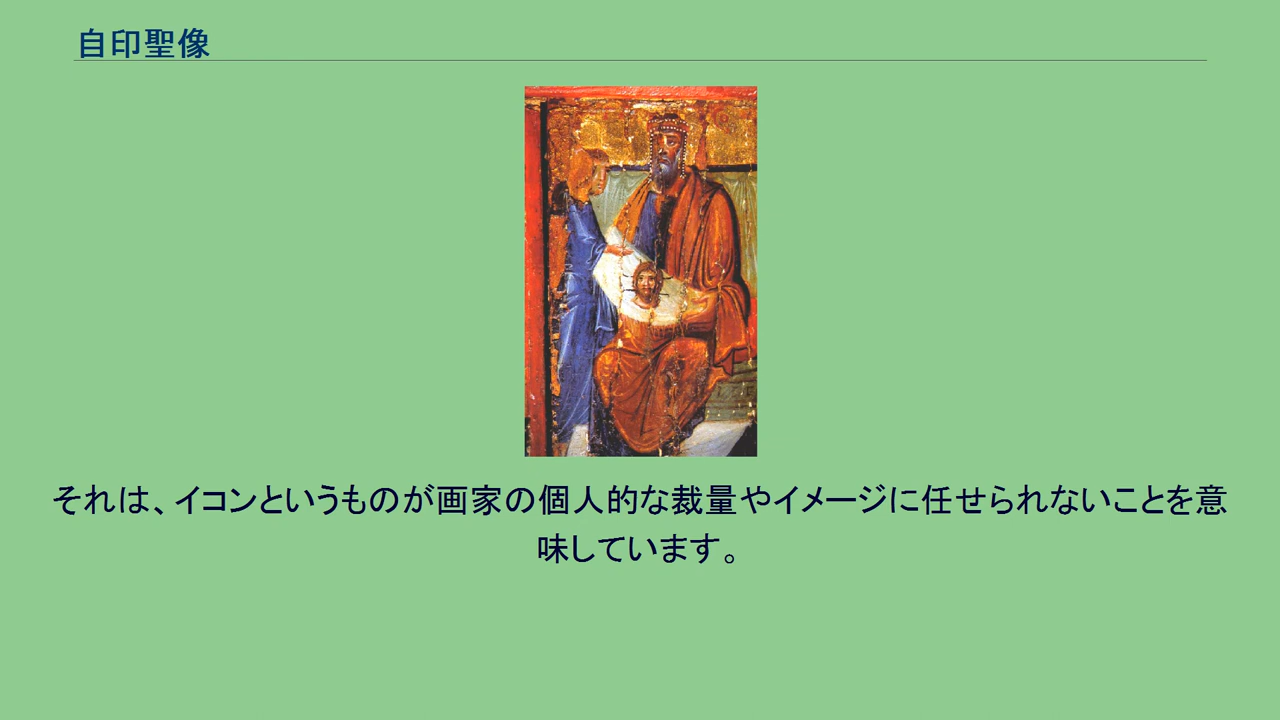 自印聖像
それは、イコンというものが画家の個人的な裁量やイメージに任せられないことを意
味しています。